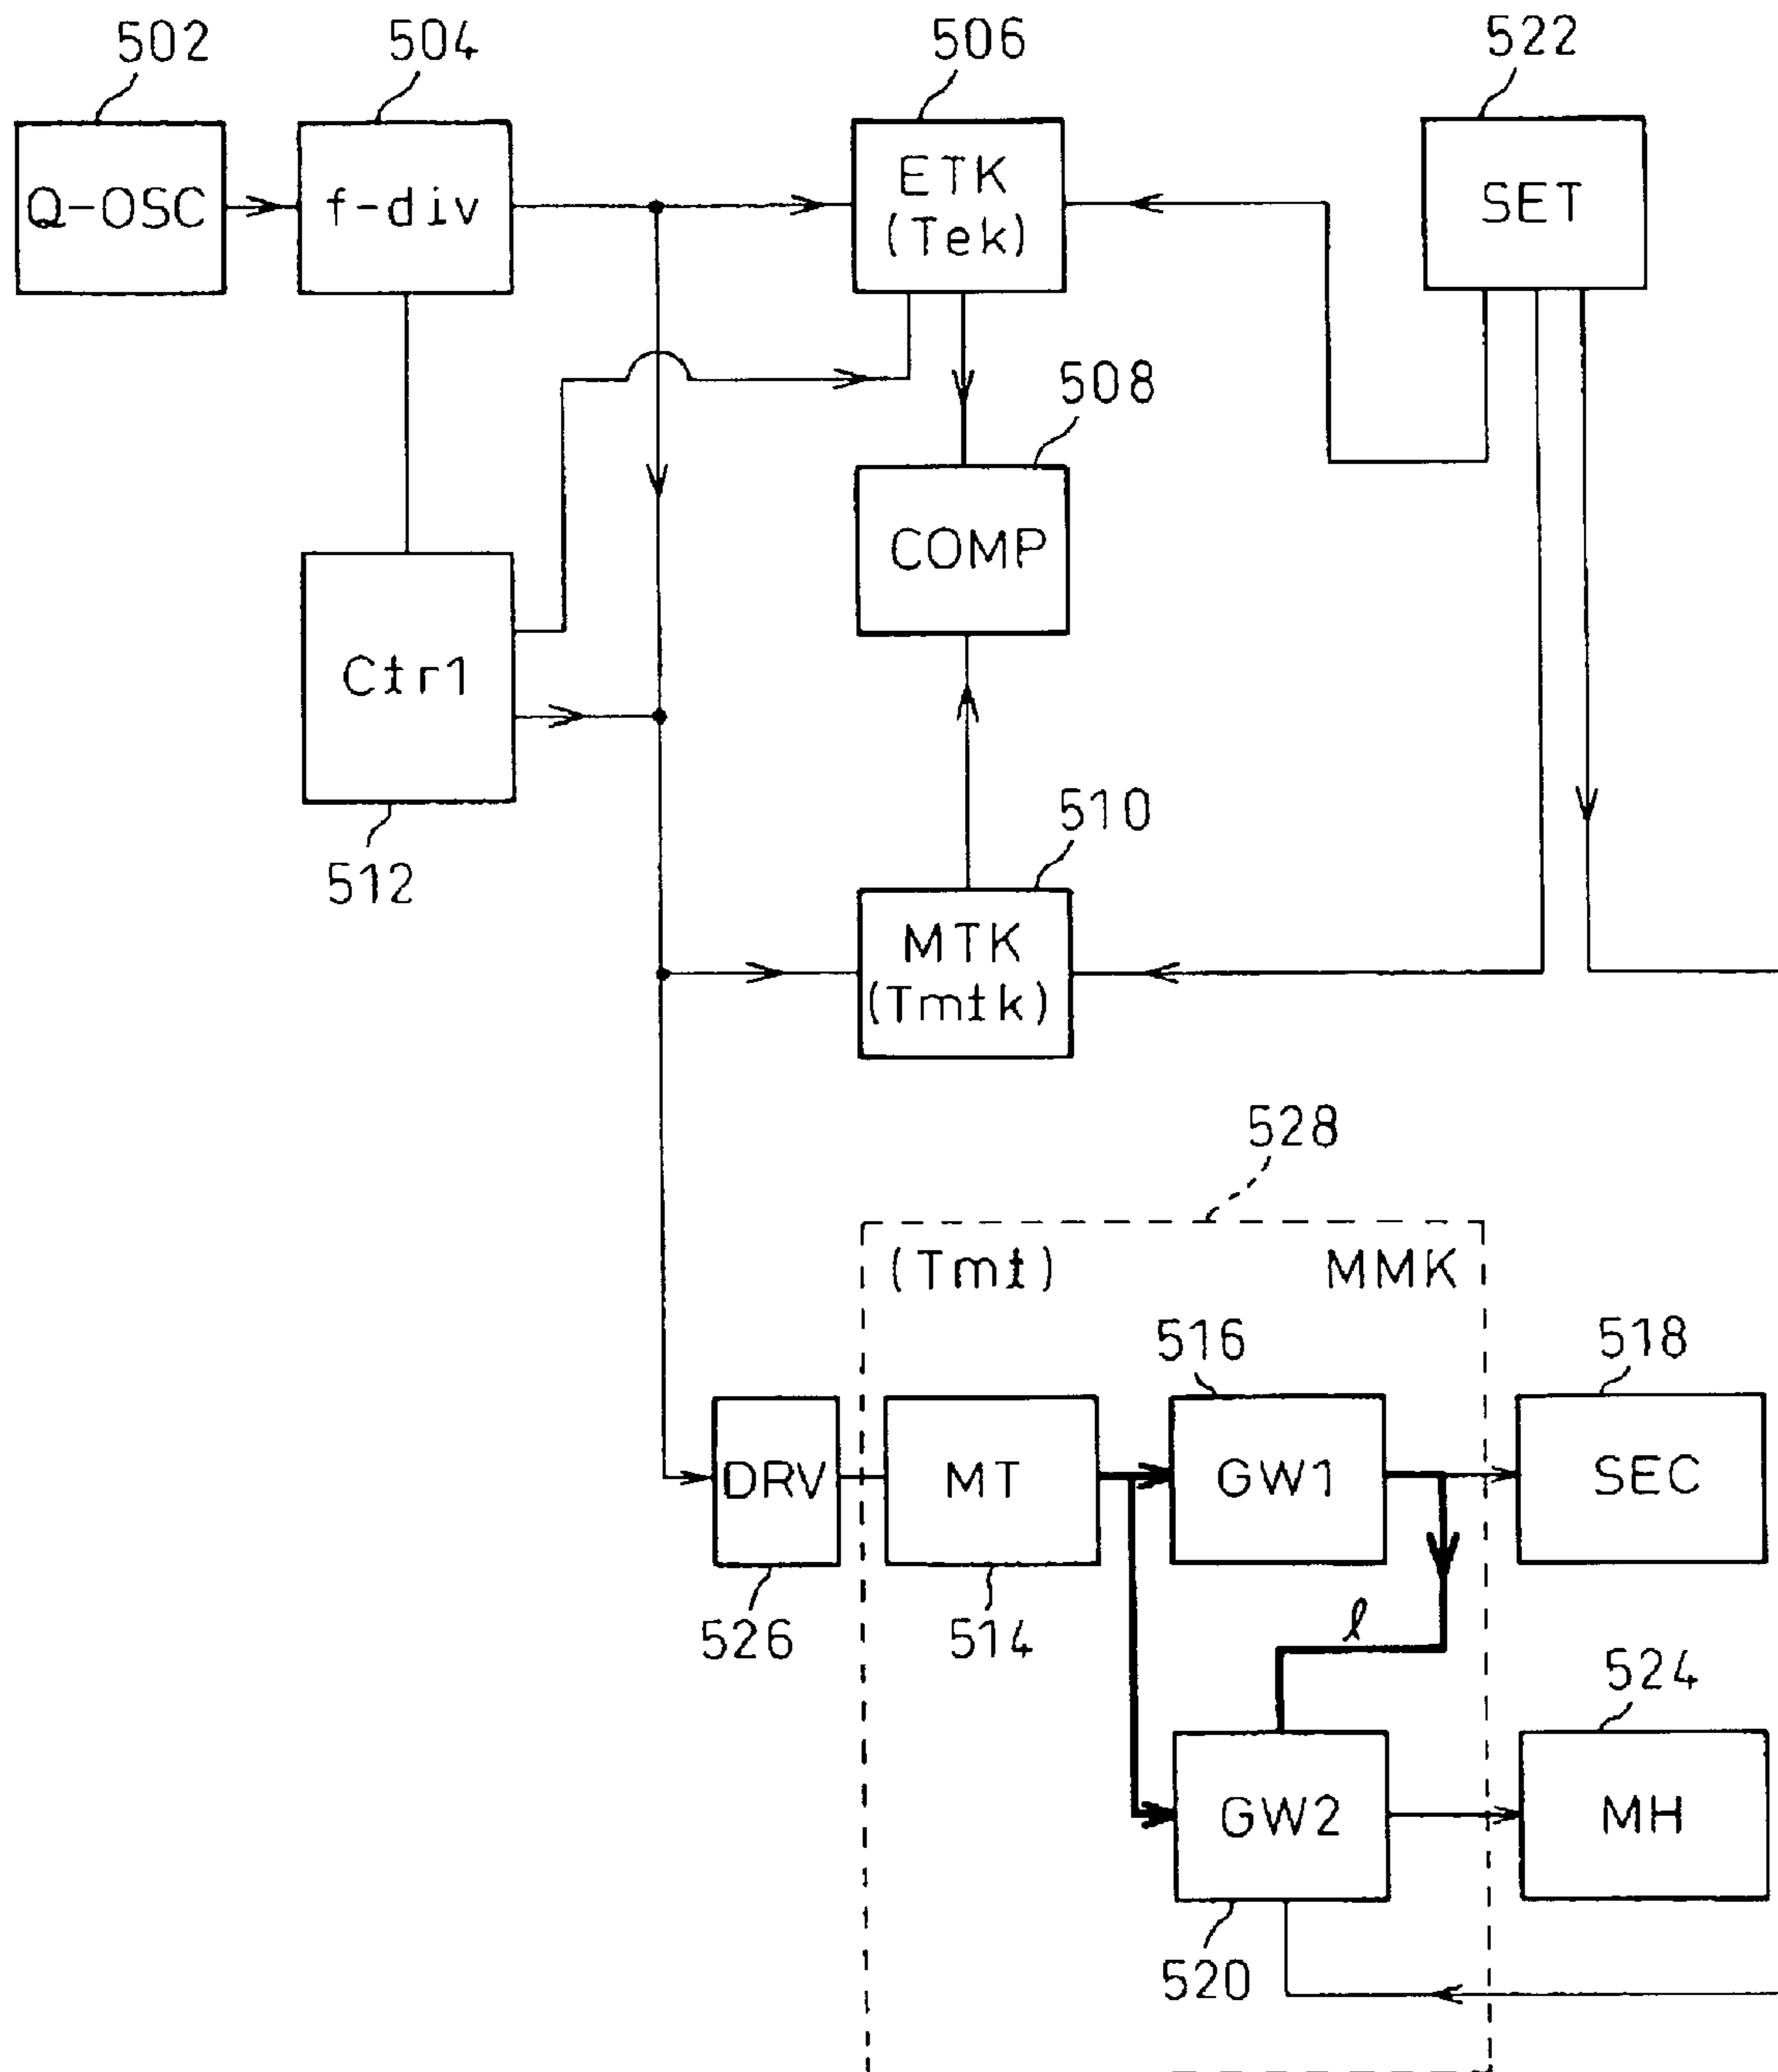 502
504
506
522
Q-OSC
f-div
ETK
(Tek)
SET
508
COMP
Ctrl
510
512
MTK
(Tmtk)
528
(Tmt)
MMK
516
518
DRV
MT
GW1
SEC
526
514
ℓ
524
GW2
MH
520